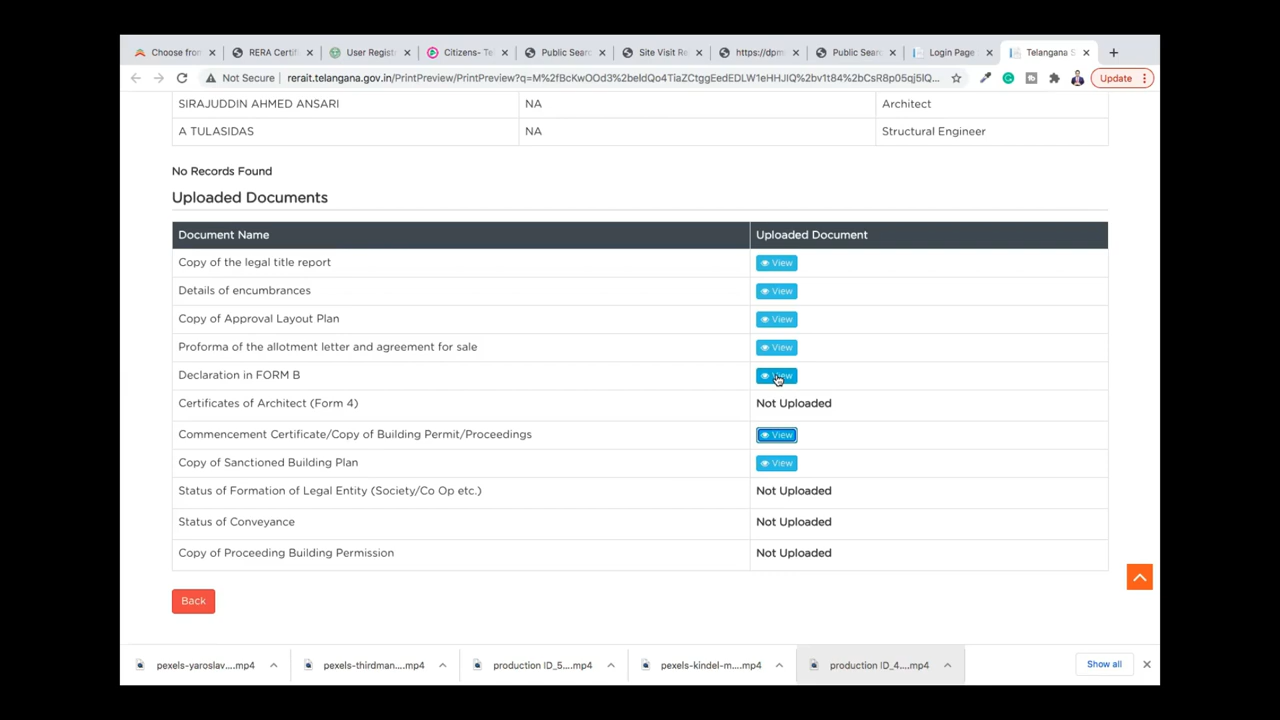 Choose fron
RERA Certif
User Regist
Citizens- Te
Public Sear
Site Visit Re
https://dpm
Public Sear
Login Page
Telangana S
Not Secure
rerait.telangana.gov.in/PrintPreview/PrintPreview?q=M%2fBcKwOOd3%2beldQo4TiaZCtggEedEDLW1eHHJIQ%2bv1t84%2bCsR8p05qj5lQ...
Update
SIRAJUDDIN AHMED ANSARI NA Architect
A TULASIDAS NA Structural Engineer
No Records Found
Uploaded Documents
Document Name Uploaded Document
Copy of the legal title report View
Details of encumbrances View
Copy of Approval Layout Plan View
Proforma of the allotment letter and agreement for sale View
Declaration in FORM B View
Certificates of Architect (Form 4) Not Uploaded
Commencement Certificate/Copy of Building Permit/Proceedings View
Copy of Sanctioned Building Plan View
Status of Formation of Legal Entity (Society/Co Op etc.) Not Uploaded
Status of Conveyance Not Uploaded
Copy of Proceeding Building Permission Not Uploaded
Back
pexels-yaroslav....mp4
pexels-thirdman....mp4
production ID_5....mp4
pexels-kindel-m....mp4
production ID_4....mp4
Show all